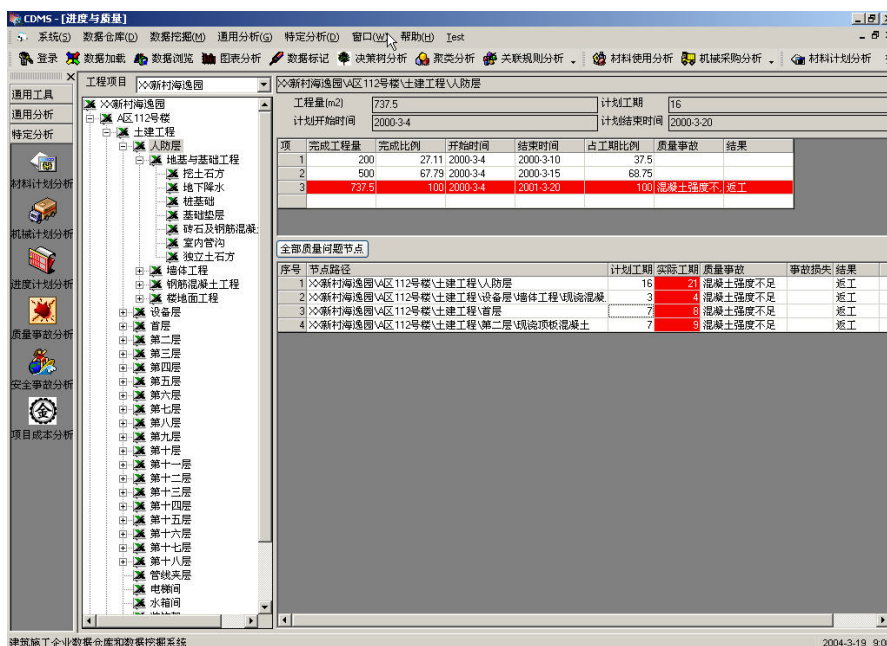 CDMS - [进度与质量]
系统(S) 数据仓库(D) 数据挖掘(M) 通用分析(G) 特定分析(D) 窗口(W) 帮助(H) Test
登录 数据加载 数据浏览 图表分析 数据标记 决策树分析 聚类分析 关联规则分析 材料使用分析 机械采购分析 材料计划分析
通用工具
通用分析
特定分析
材料计划分析
机械计划分析
进度计划分析
质量事故分析
安全事故分析
项目成本分析
工程项目 XX新村海逸园
XX新村海逸园
A区112号楼
土建工程
人防层
地基与基础工程
挖土石方
地下降水
桩基础
基础垫层
砖石及钢筋混凝
室内管沟
独立土石方
墙体工程
钢筋混凝土工程
楼地面工程
设备层
首层
第二层
第三层
第四层
第五层
第六层
第七层
第八层
第九层
第十层
第十一层
第十二层
第十三层
第十四层
第十五层
第十六层
第十七层
第十八层
管线夹层
电梯间
水箱间
XX新村海逸园\A区112号楼\土建工程\人防层
工程量(m2) 737.5 计划工期 16
计划开始时间 2000-3-4 计划结束时间 2000-3-20
项 完成工程量 完成比例 开始时间 结束时间 占工期比例 质量事故 结果
1 200 27.11 2000-3-4 2000-3-10 37.5
2 500 67.79 2000-3-4 2000-3-15 68.75
3 737.5 100 2000-3-4 2001-3-20 100 混凝土强度不. 返工
全部质量问题节点
序号 节点路径 计划工期 实际工期 质量事故 事故损失 结果
1 XX新村海逸园\A区112号楼\土建工程\人防层 16 21 混凝土强度不足 返工
2 XX新村海逸园\A区112号楼\土建工程\设备层\墙体工程\现浇混凝 3 4 混凝土强度不足 返工
3 XX新村海逸园\A区112号楼\土建工程\首层 7 8 混凝土强度不足 返工
4 XX新村海逸园\A区112号楼\土建工程\第二层\现浇顶板混凝土 7 9 混凝土强度不足 返工
建筑施工企业数据仓库和数据挖掘系统 2004-3-19 9:0